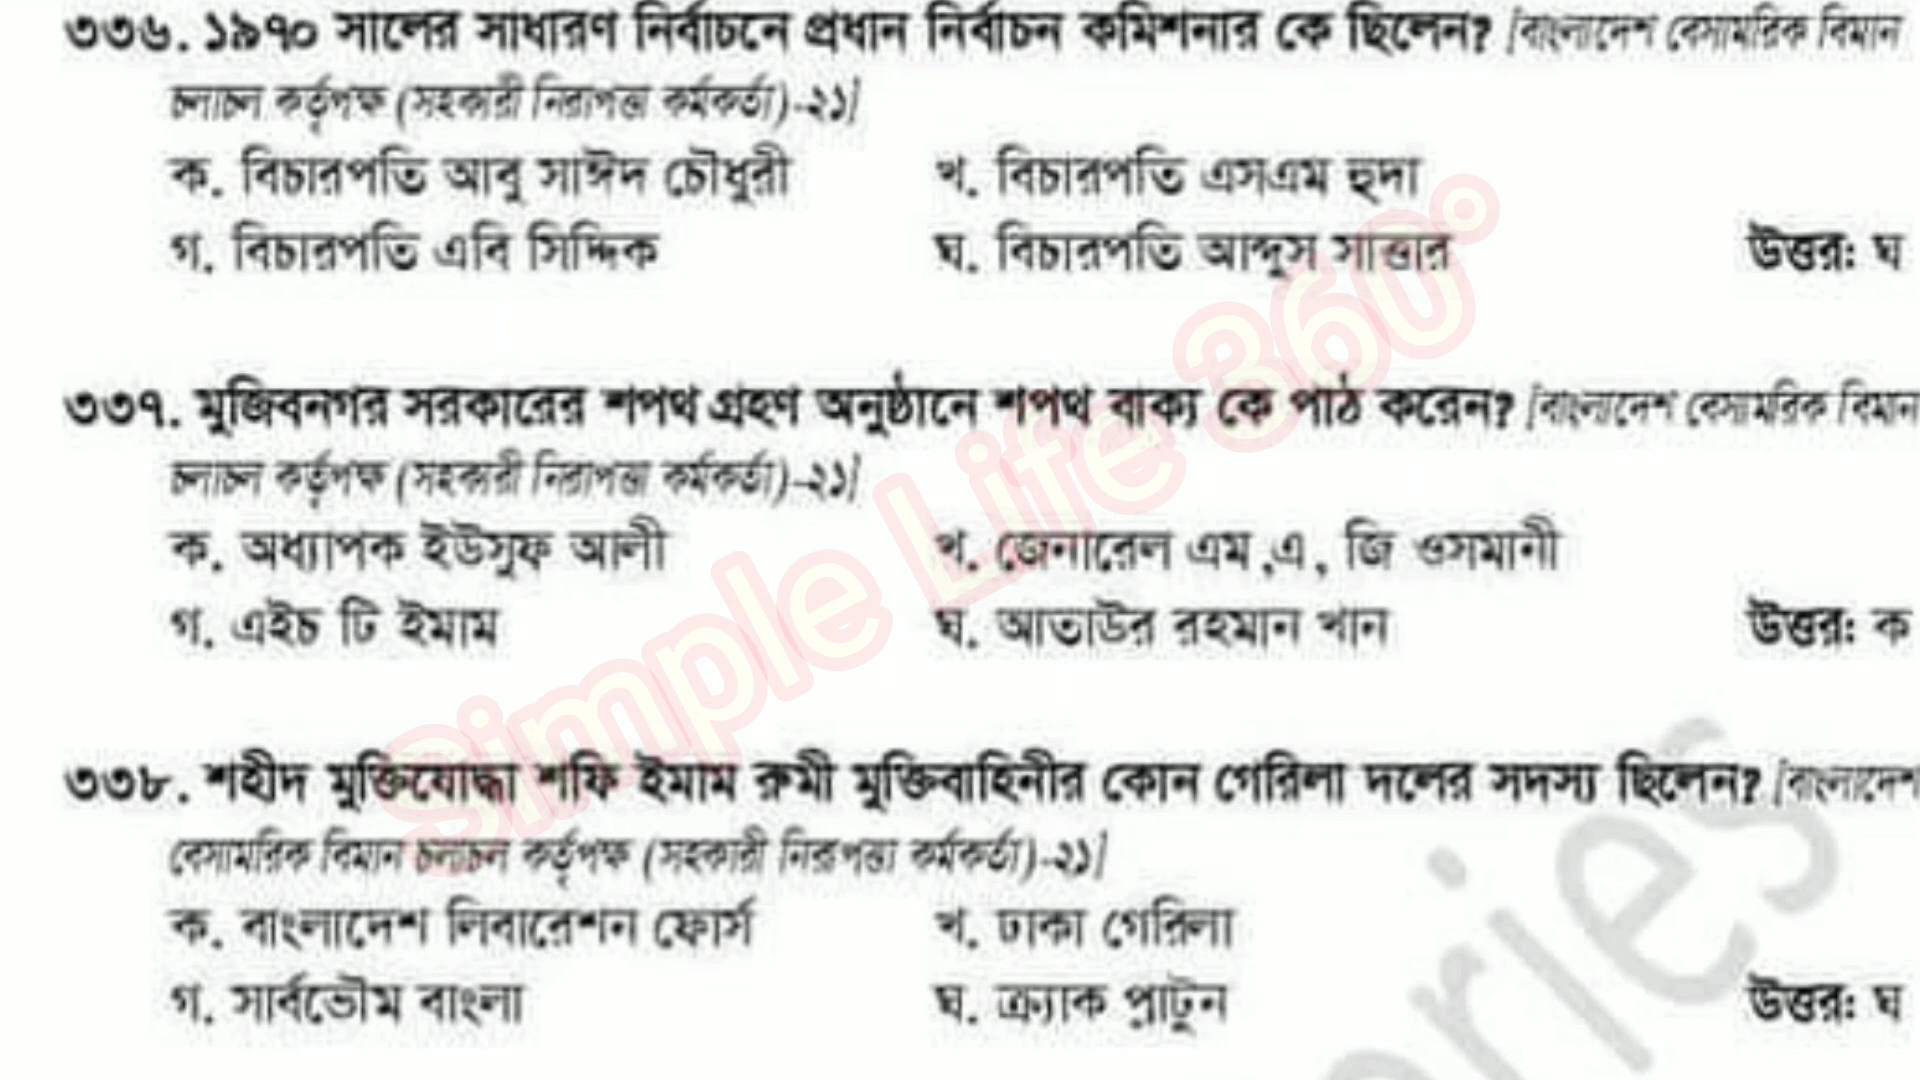 ৩৩৬. ১৯৭০ সালের সাধারণ নির্বাচনে প্রধান নির্বাচন কমিশনার কে ছিলেন? [বাংলাদেশ বেসামরিক বিমান
চলাচল কর্তৃপক্ষ (সহকারী নিরাপত্তা কর্মকর্তা)-২১]
ক. বিচারপতি আবু সাঈদ চৌধুরী খ. বিচারপতি এসএম হুদা
গ. বিচারপতি এবি সিদ্দিক ঘ. বিচারপতি আব্দুস সাত্তার উত্তর: ঘ
৩৩৭. মুজিবনগর সরকারের শপথ গ্রহণ অনুষ্ঠানে শপথ বাক্য কে পাঠ করেন? [বাংলাদেশ বেসামরিক বিমান
চলাচল কর্তৃপক্ষ (সহকারী নিরাপত্তা কর্মকর্তা)-২১]
ক. অধ্যাপক ইউসুফ আলী খ. জেনারেল এম,এ, জি ওসমানী
গ. এইচ টি ইমাম ঘ. আতাউর রহমান খান উত্তর: ক
৩৩৮. শহীদ মুক্তিযোদ্ধা শফি ইমাম রুমী মুক্তিবাহিনীর কোন গেরিলা দলের সদস্য ছিলেন? [বাংলাদেশ
বেসামরিক বিমান চলাচল কর্তৃপক্ষ (সহকারী নিরাপত্তা কর্মকর্তা)-২১]
ক. বাংলাদেশ লিবারেশন ফোর্স খ. ঢাকা গেরিলা
গ. সার্বভৌম বাংলা ঘ. ক্র্যাক প্লাটুন উত্তর: ঘ
Simple Life 360°